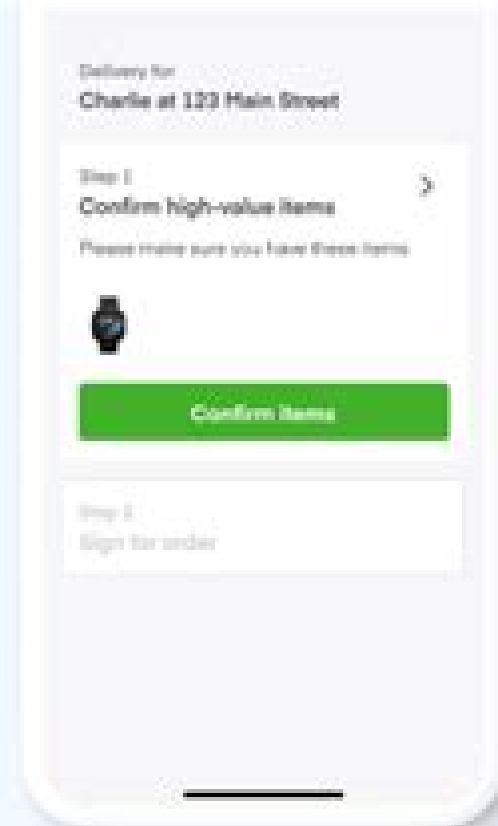 Delivery for
Charlie at 123 Main Street
Step 1
Confirm high-value items
Please make sure you have these items
Confirm items
Step 2
Sign for order